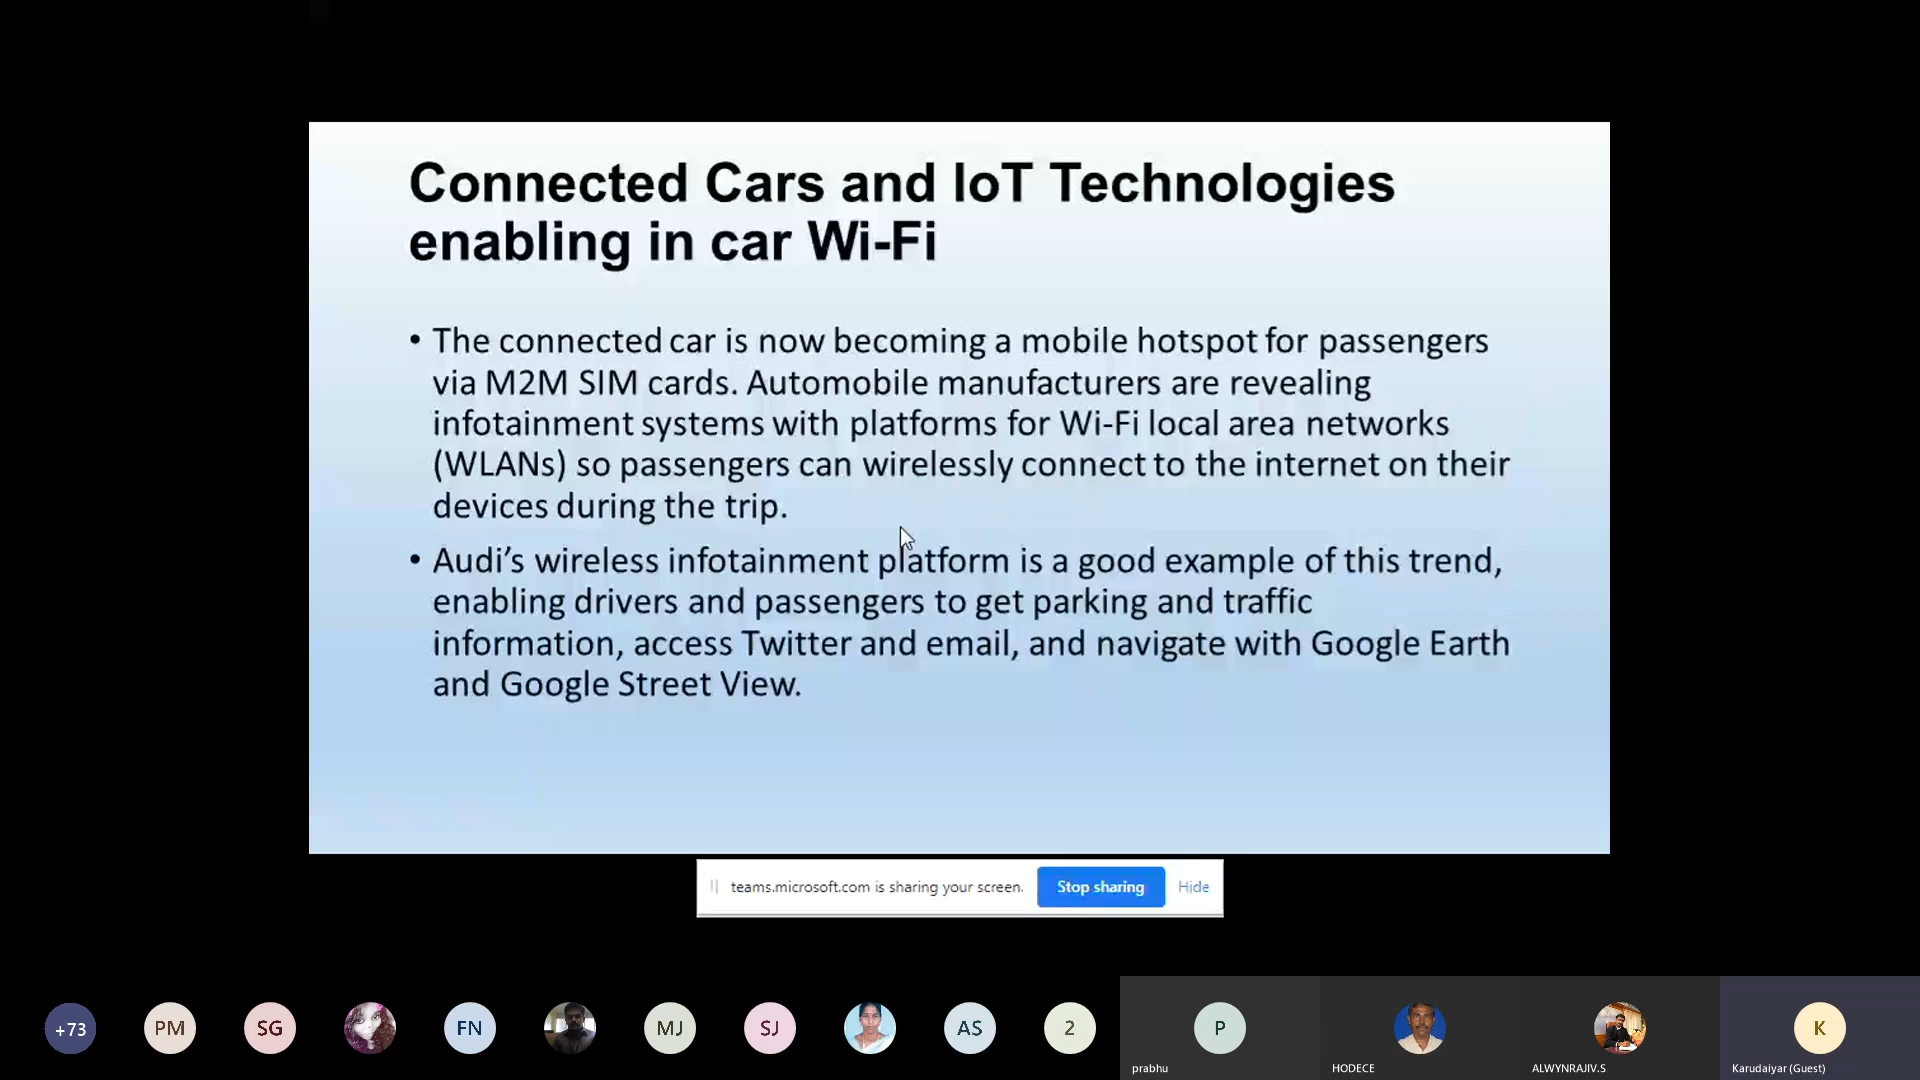 Connected Cars and IoT Technologies
enabling in car Wi-Fi
• The connected car is now becoming a mobile hotspot for passengers
via M2M SIM cards. Automobile manufacturers are revealing
infotainment systems with platforms for Wi-Fi local area networks
(WLANs) so passengers can wirelessly connect to the internet on their
devices during the trip.
• Audi’s wireless infotainment platform is a good example of this trend,
enabling drivers and passengers to get parking and traffic
information, access Twitter and email, and navigate with Google Earth
and Google Street View.
teams.microsoft.com is sharing your screen. Stop sharing Hide
+73 PM SG FN MJ SJ AS 2 P K
prabhu HODECE ALWYNRAJIV.S Karudaiyar (Guest)